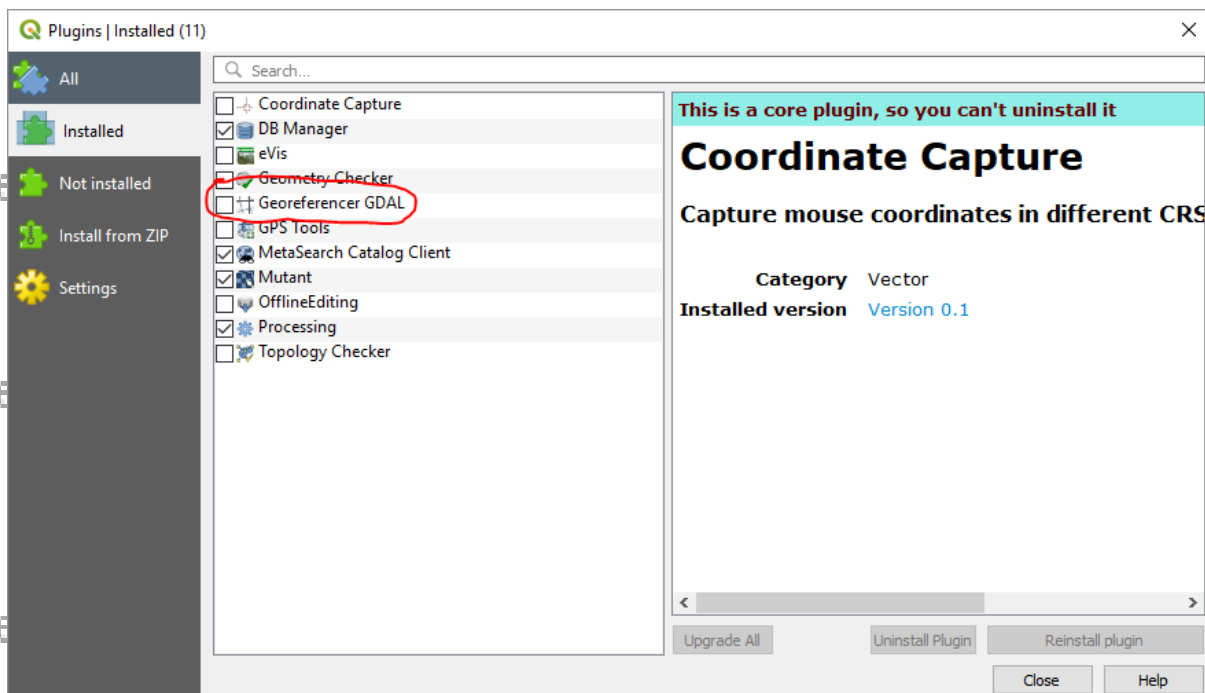 Plugins | Installed (11)
All
Installed
Not installed
Install from ZIP
Settings
Search...
Coordinate Capture
DB Manager
eVis
Geometry Checker
Georeferencer GDAL
GPS Tools
MetaSearch Catalog Client
Mutant
OfflineEditing
Processing
Topology Checker
This is a core plugin, so you can't uninstall it
Coordinate Capture
Capture mouse coordinates in different CRS
Category Vector
Installed version Version 0.1
Upgrade All
Uninstall Plugin
Reinstall plugin
Close
Help